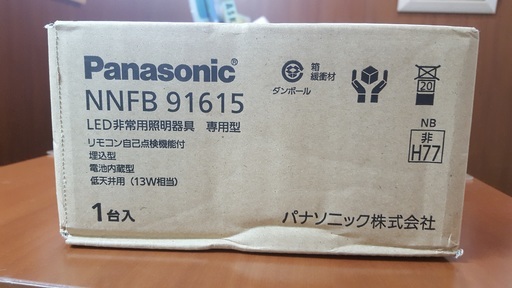 Panasonic®
NNFB 91615
LED非常用照明器具 専用型
リモコン自己点検機能付
埋込型
電池内蔵型
低天井用（13W相当）
1台入
ダンボール
箱
緩衝材
20
NB
非
H77
パナソニック株式会社